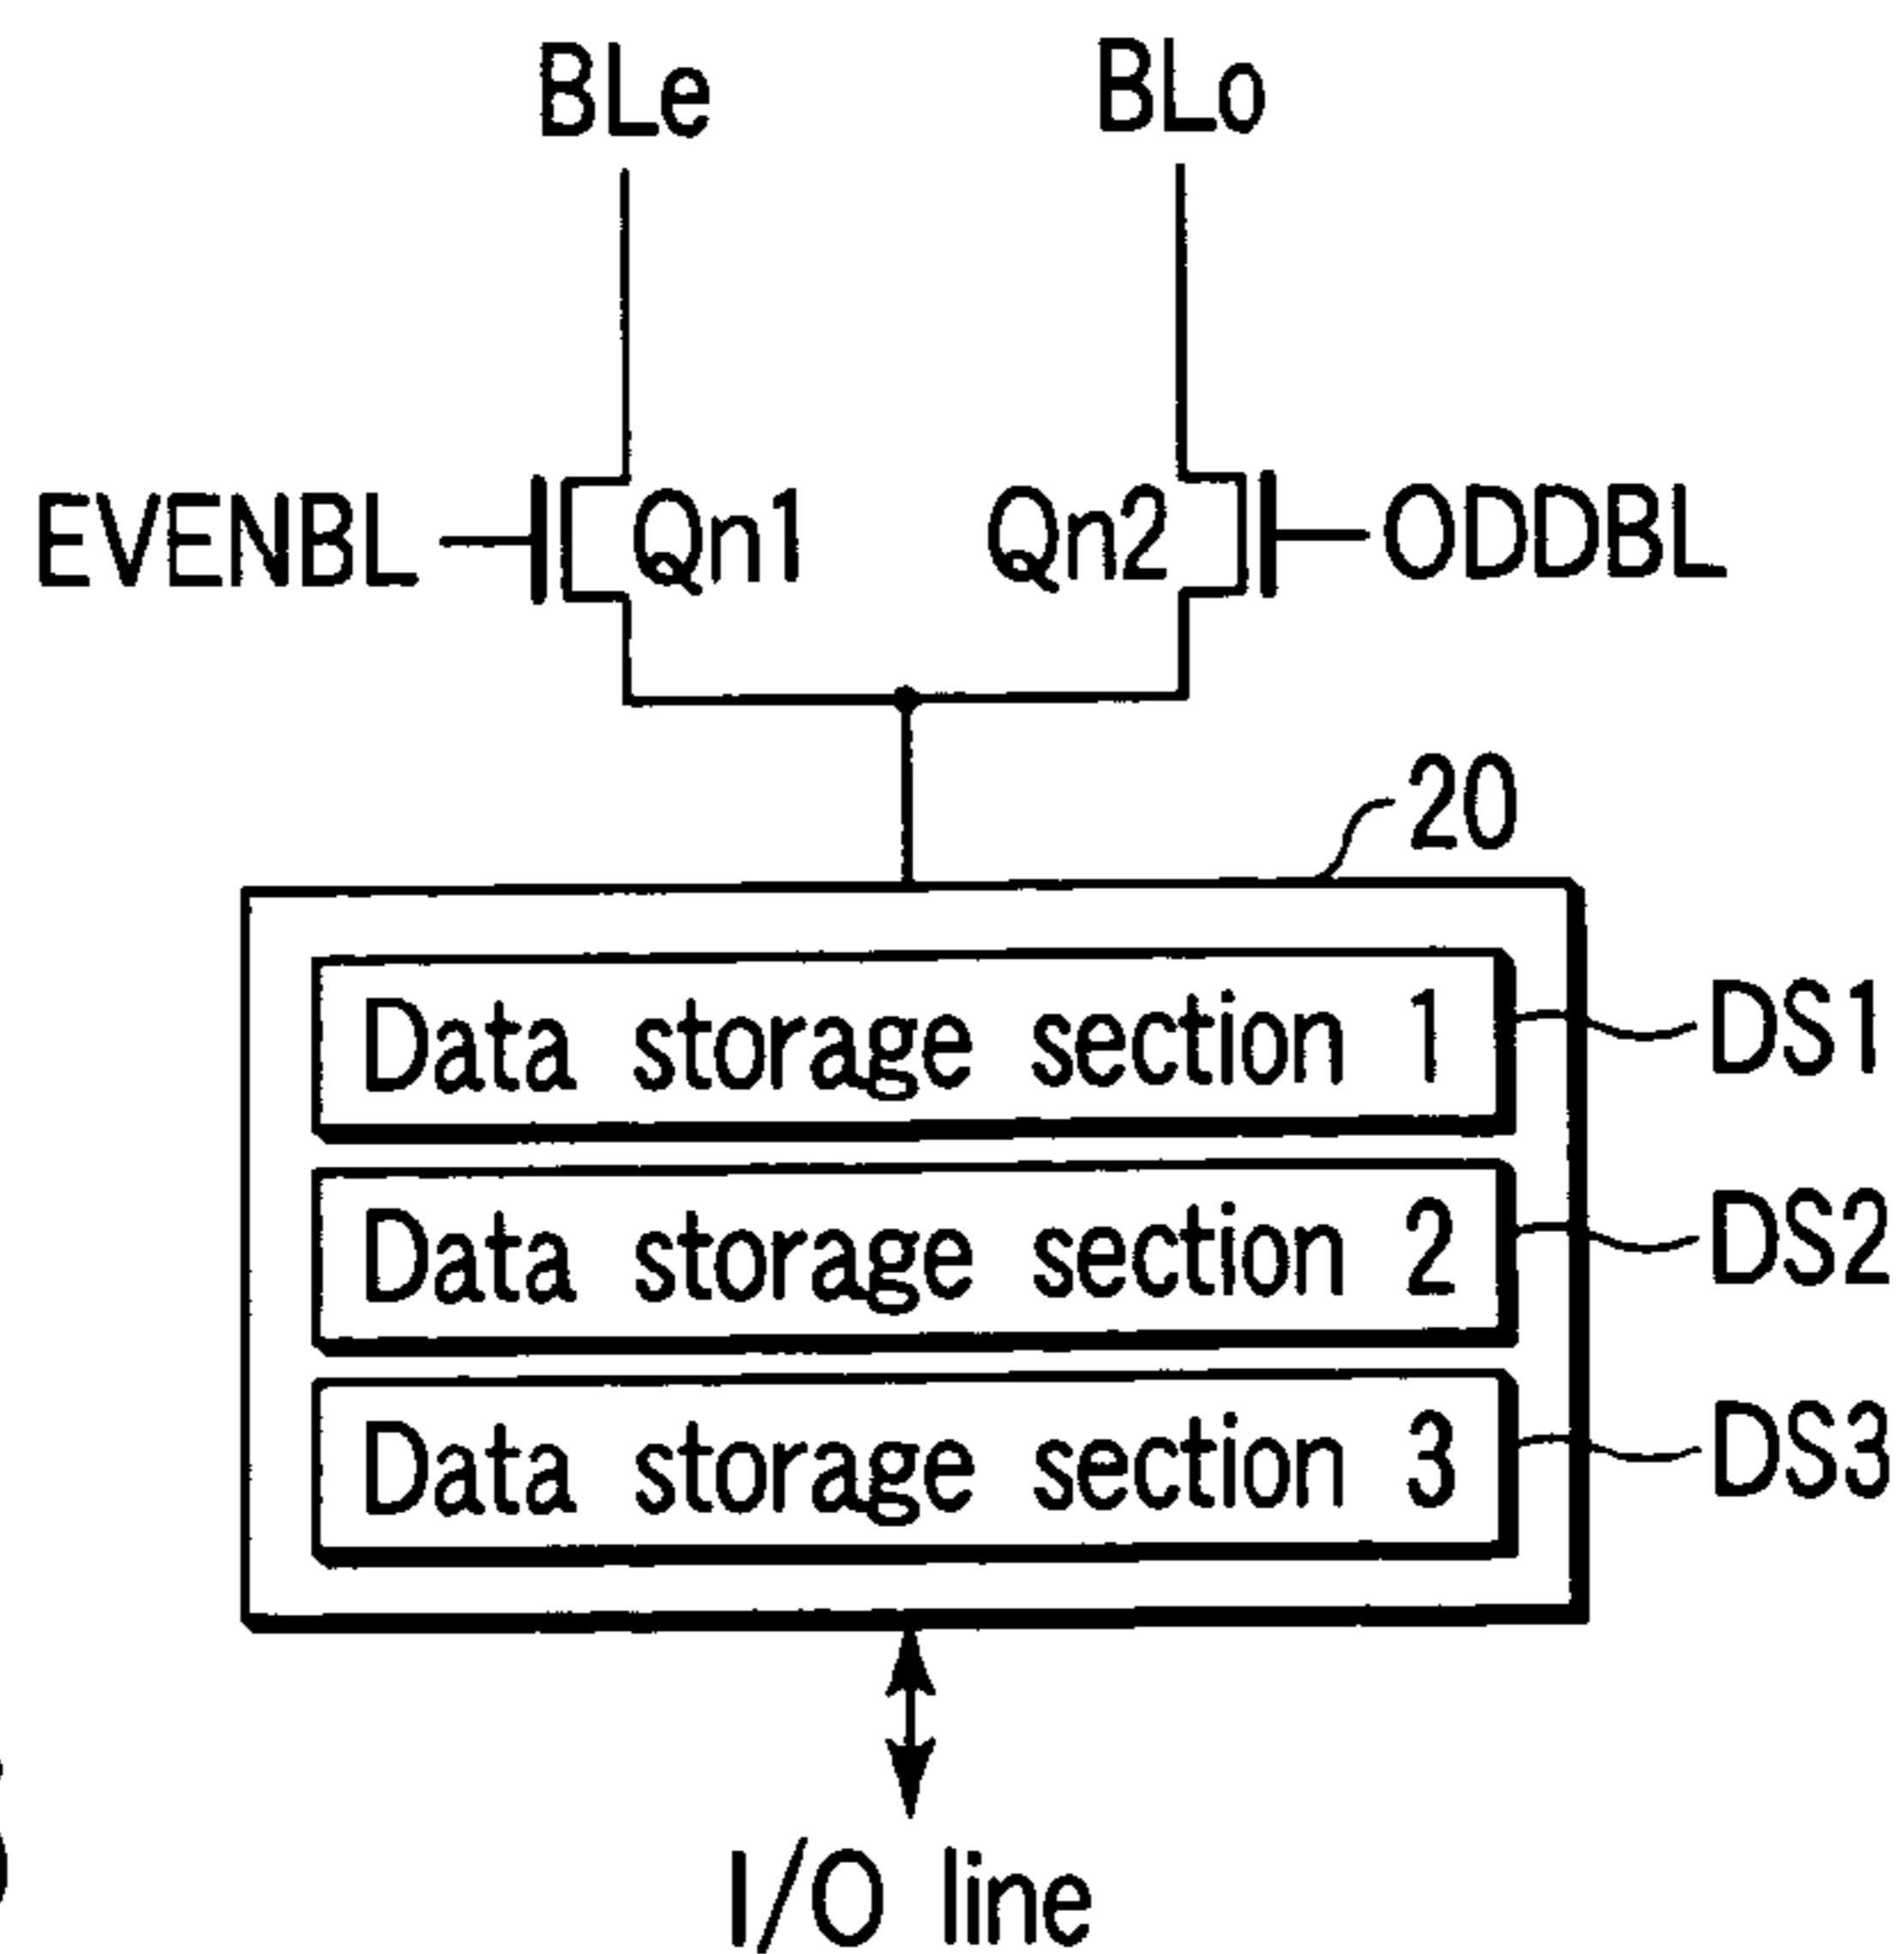 BLe BLo
EVENBL Qn1 Qn2 ODDBL
20
Data storage section 1 DS1
Data storage section 2 DS2
Data storage section 3 DS3
I/O line